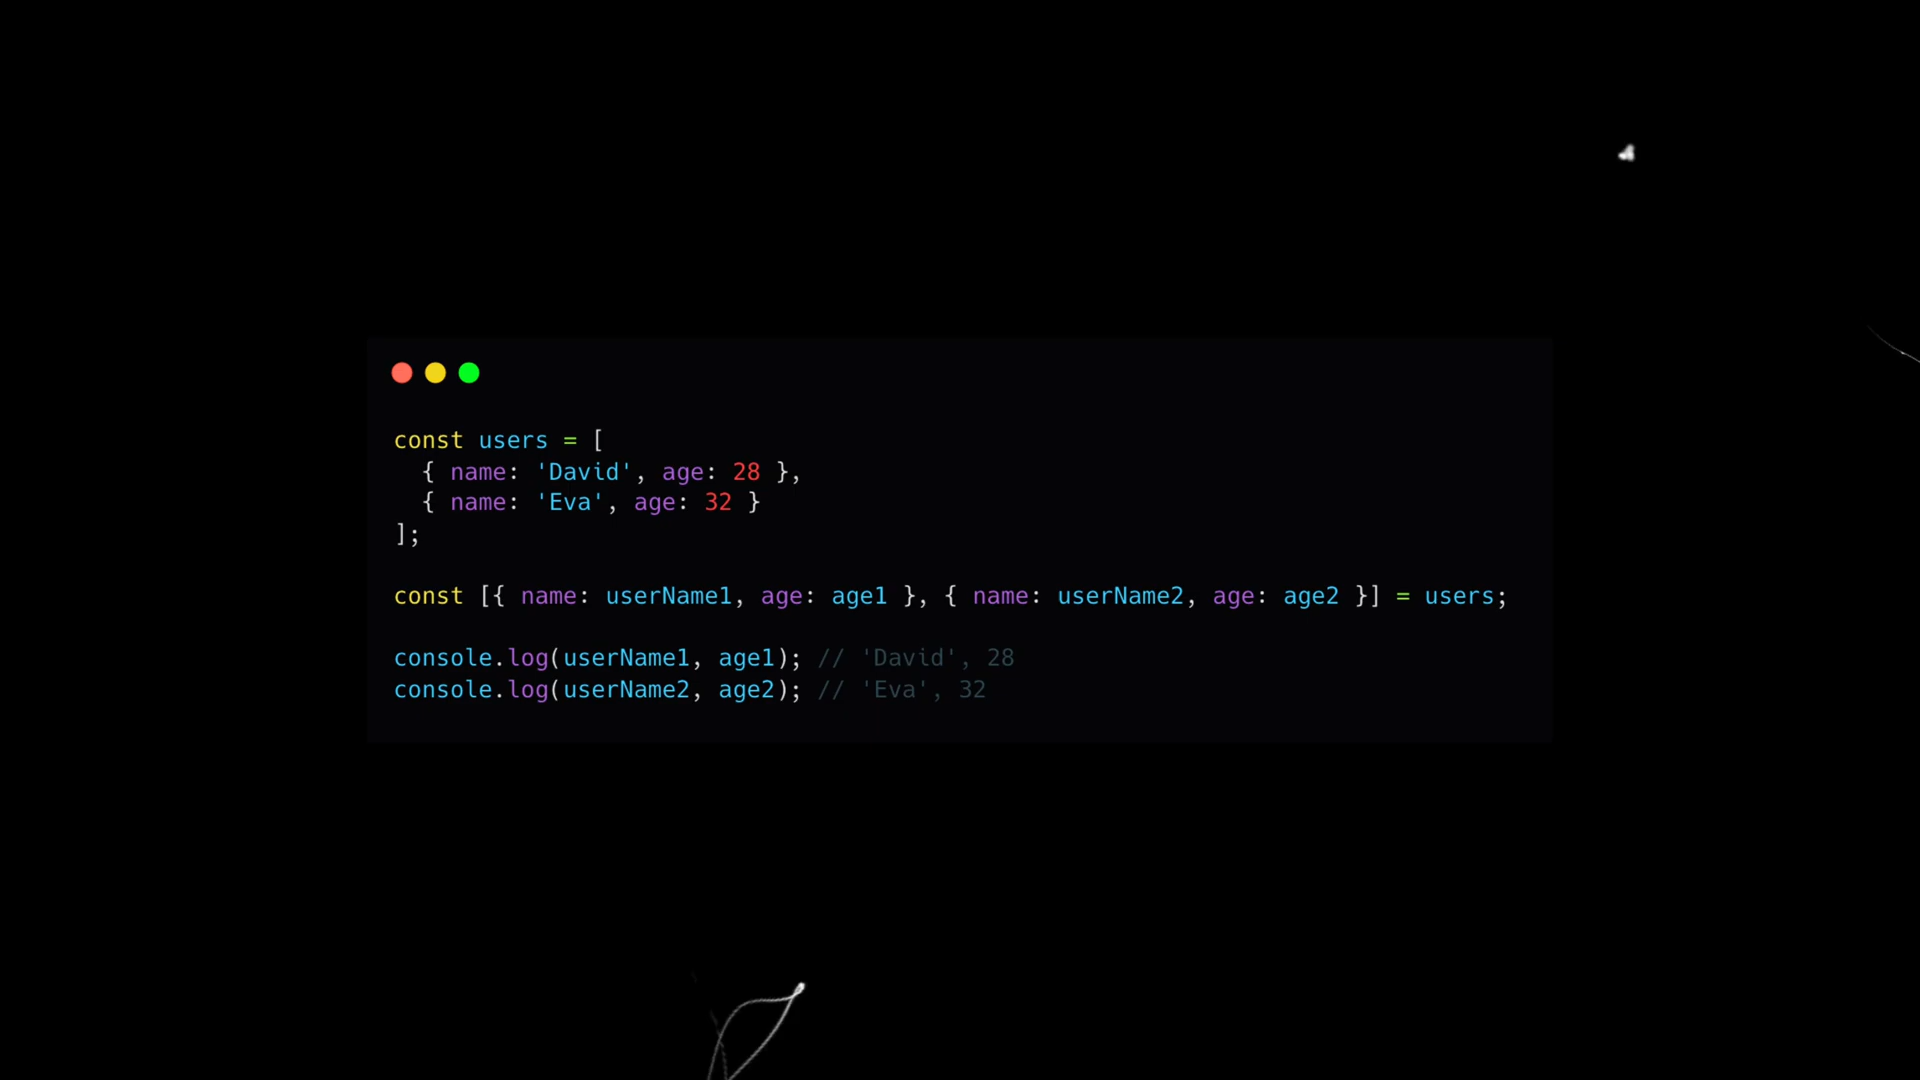 const users = [
  { name: 'David', age: 28 },
  { name: 'Eva', age: 32 }
];
const [{ name: userName1, age: age1 }, { name: userName2, age: age2 }] = users;
console.log(userName1, age1); // 'David', 28
console.log(userName2, age2); // 'Eva', 32